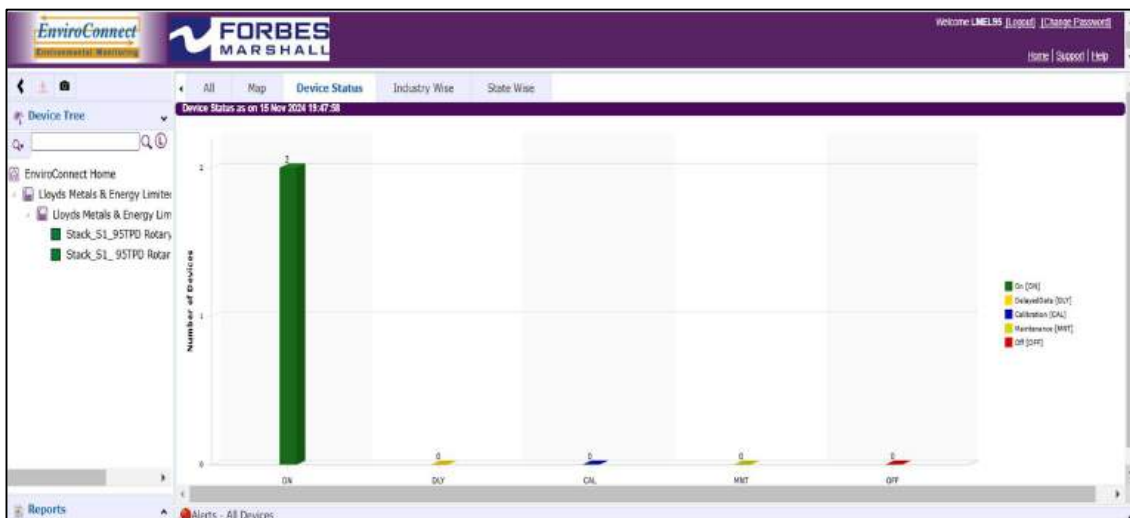 EnviroConnect
Environmental Monitoring
FORBES
MARSHALL
Welcome LMEL95 [Logout] [Change Password]
Home | Support | Help
All Map Device Status Industry Wise State Wise
Device Tree
Device Status as on 15 Nov 2024 19:47:58
EnviroConnect Home
Lloyds Metals & Energy Limite
Lloyds Metals & Energy Lim
Stack_S1_95TPD Rotary
Stack_S1_ 95TPD Rotar
Number of Devices
2
1
0
2
0
0
0
0
ON DLY CAL MNT OFF
On [ON]
DelayedData [DLY]
Calibration [CAL]
Maintenance [MNT]
Off [OFF]
Reports
Alerts - All Devices